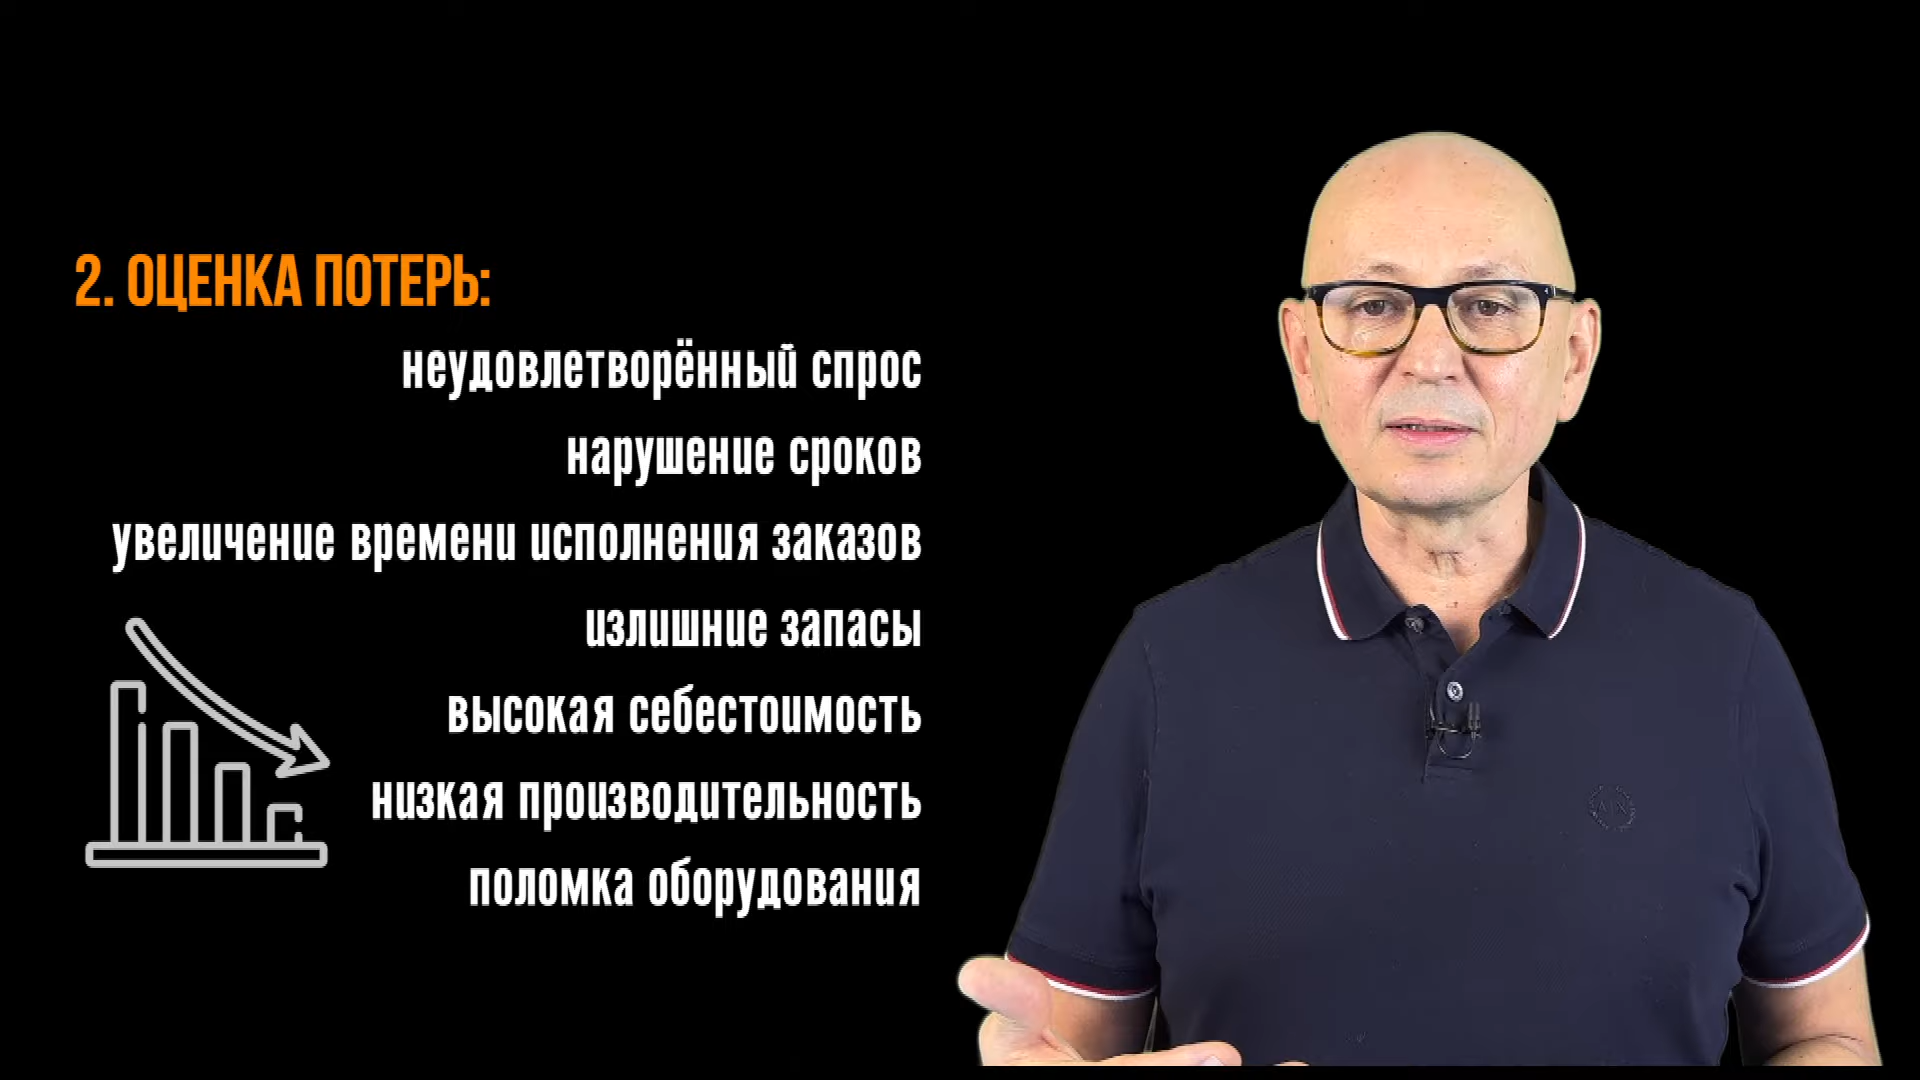 2. ОЦЕНКА ПОТЕРЬ:
неудовлетворённый спрос
нарушение сроков
увеличение времени исполнения заказов
излишние запасы
высокая себестоимость
низкая производительность
поломка оборудования